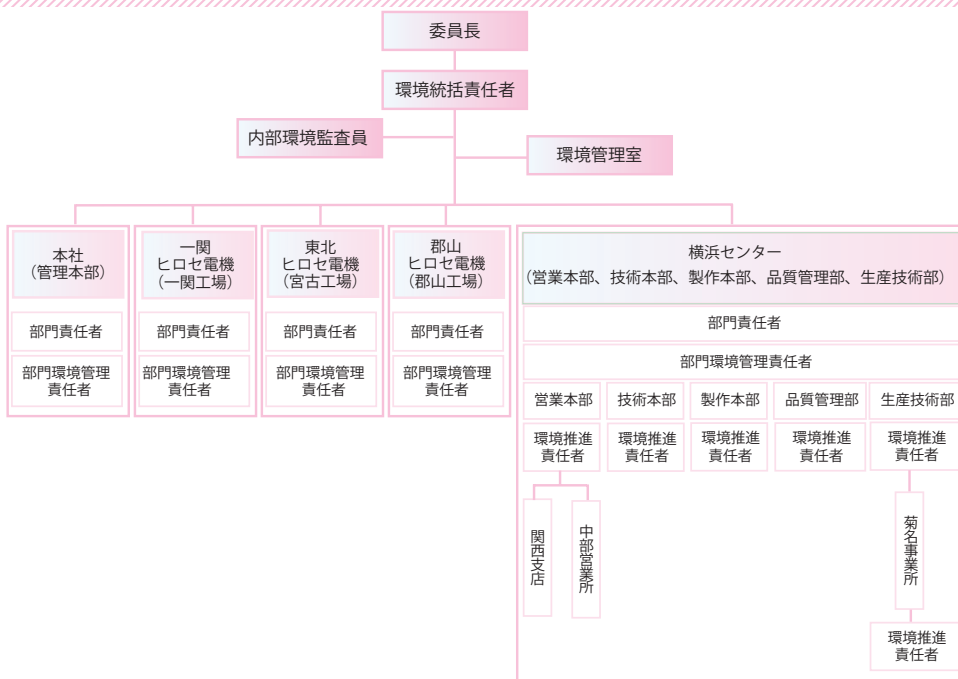 委員長
環境統括責任者
内部環境監査員
環境管理室
本社
（管理本部）
部門責任者
部門環境管理
責任者
一関
ヒロセ電機
（一関工場）
部門責任者
部門環境管理
責任者
東北
ヒロセ電機
（宮古工場）
部門責任者
部門環境管理
責任者
郡山
ヒロセ電機
（郡山工場）
部門責任者
部門環境管理
責任者
横浜センター
（営業本部、技術本部、製作本部、品質管理部、生産技術部）
部門責任者
部門環境管理責任者
営業本部
環境推進
責任者
関西支店
中部営業所
技術本部
環境推進
責任者
製作本部
環境推進
責任者
品質管理部
環境推進
責任者
生産技術部
環境推進
責任者
菊名事業所
環境推進
責任者